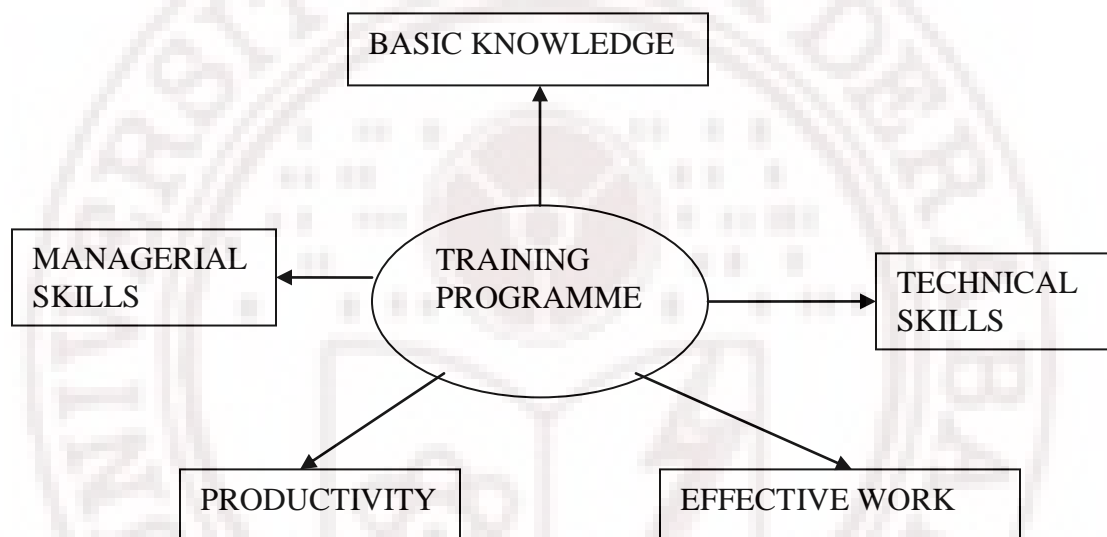 BASIC KNOWLEDGE
MANAGERIAL
SKILLS
TRAINING
PROGRAMME
TECHNICAL
SKILLS
PRODUCTIVITY
EFFECTIVE WORK